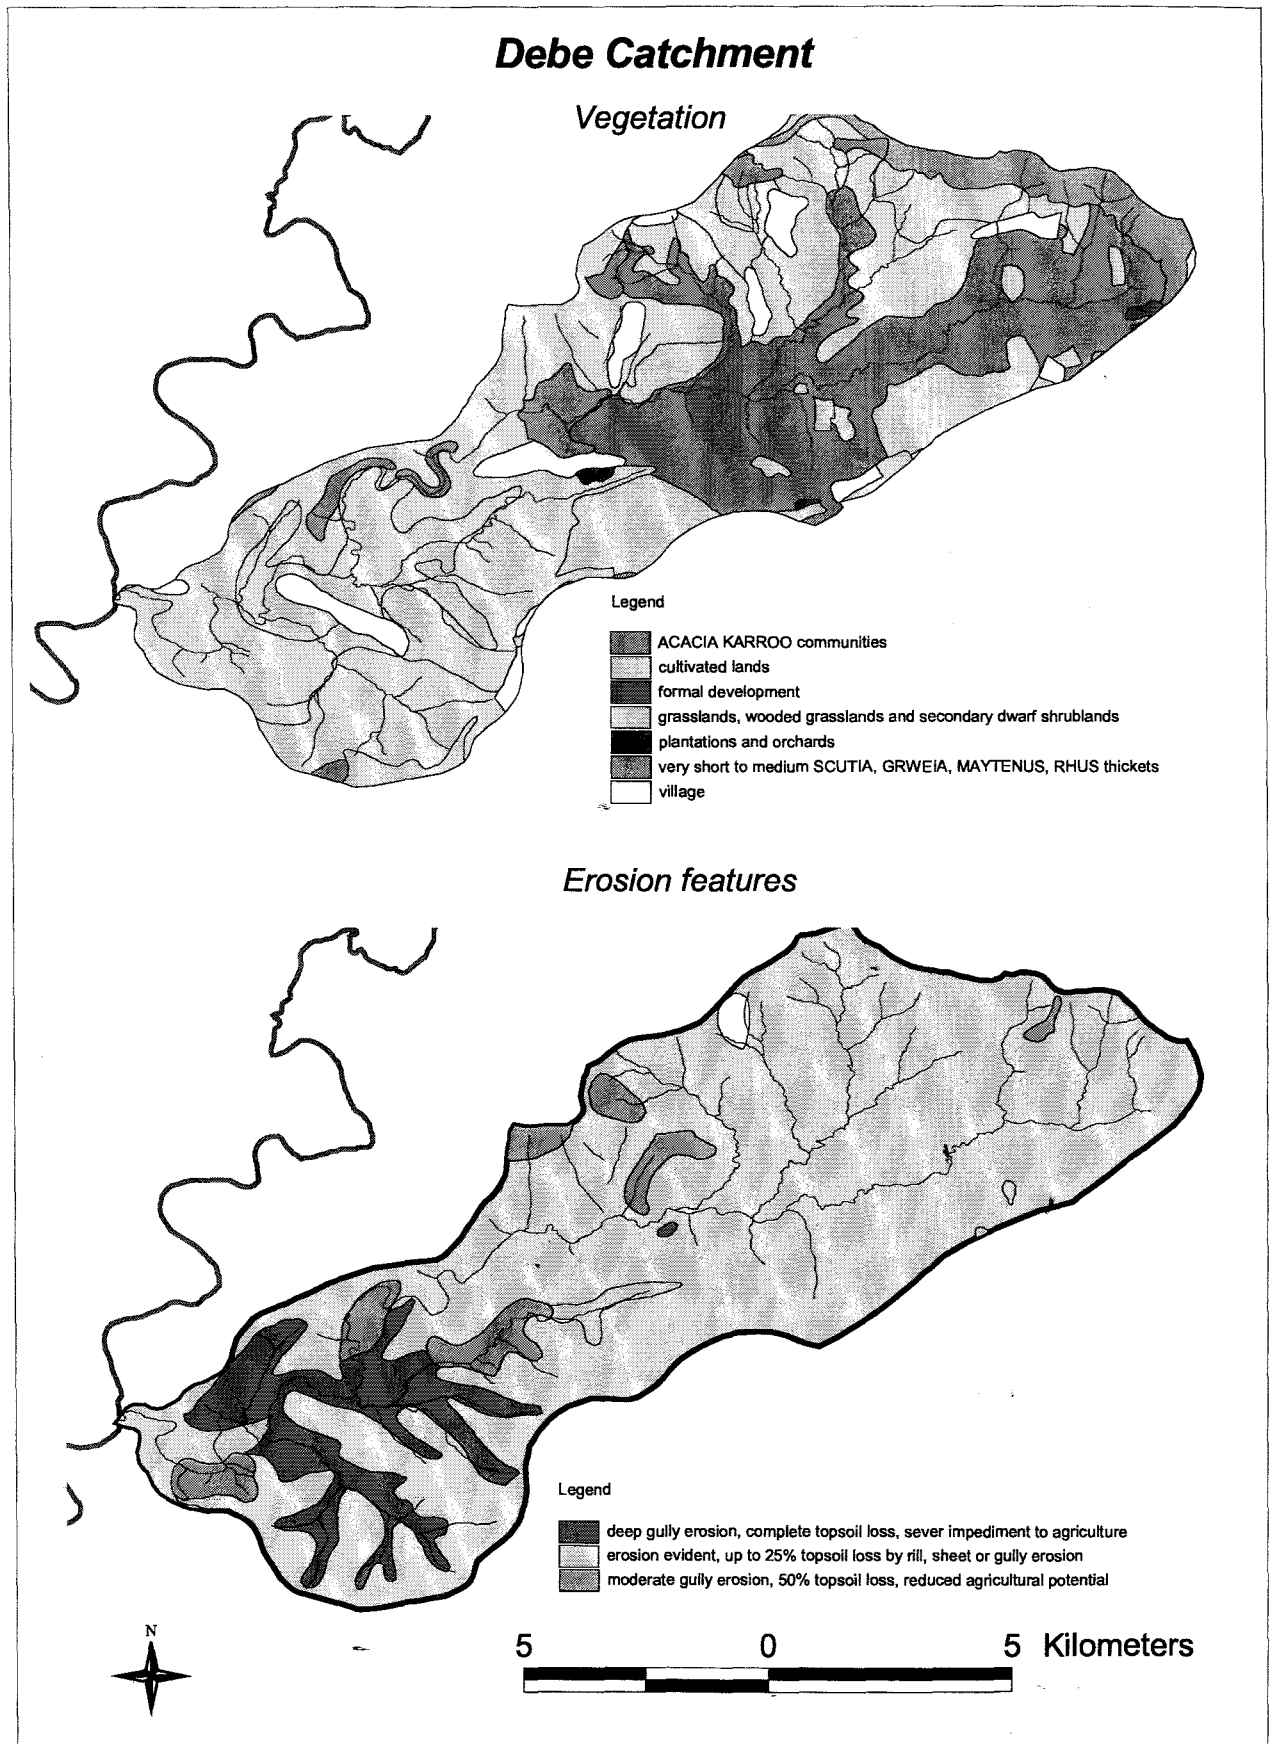 Debe Catchment
Vegetation
Legend
ACACIA KARROO communities
cultivated lands
formal development
grasslands, wooded grasslands and secondary dwarf shrublands
plantations and orchards
very short to medium SCUTIA, GRWEIA, MAYTENUS, RHUS thickets
village
Erosion features
Legend
deep gully erosion, complete topsoil loss, sever impediment to agriculture
erosion evident, up to 25% topsoil loss by rill, sheet or gully erosion
moderate gully erosion, 50% topsoil loss, reduced agricultural potential
N
5 0 5 Kilometers